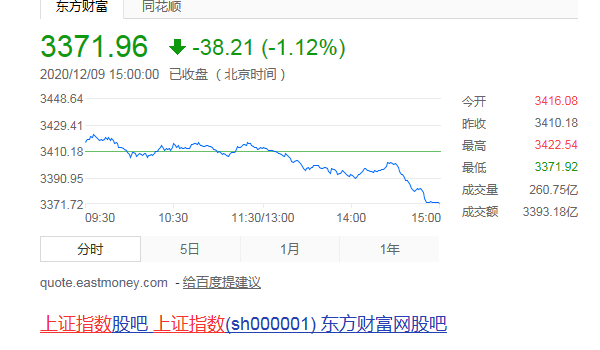 东方财富 同花顺
3371.96 -38.21 (-1.12%)
2020/12/09 15:00:00 已收盘 (北京时间)
3448.64
3429.41
3410.18
3390.95
3371.72
09:30 10:30 11:30/13:00 14:00 15:00
今开 3416.08
昨收 3410.18
最高 3422.54
最低 3371.92
成交量 260.75亿
成交额 3393.18亿
分时 5日 1月 1年
quote.eastmoney.com - 给百度提建议
上证指数股吧_上证指数(sh000001)_东方财富网股吧